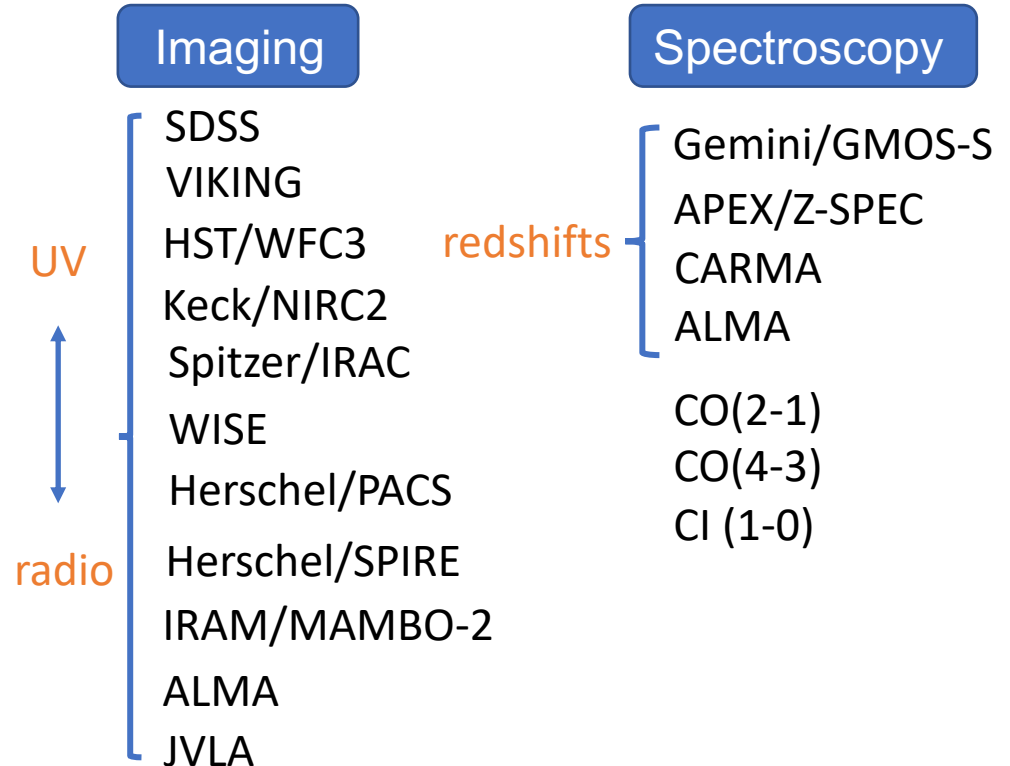 Imaging
SDSS
VIKING
HST/WFC3
Keck/NIRC2
Spitzer/IRAC
WISE
Herschel/PACS
Herschel/SPIRE
IRAM/MAMBO-2
ALMA
JVLA
UV
radio
Spectroscopy
redshifts
Gemini/GMOS-S
APEX/Z-SPEC
CARMA
ALMA
CO(2-1)
CO(4-3)
CI (1-0)